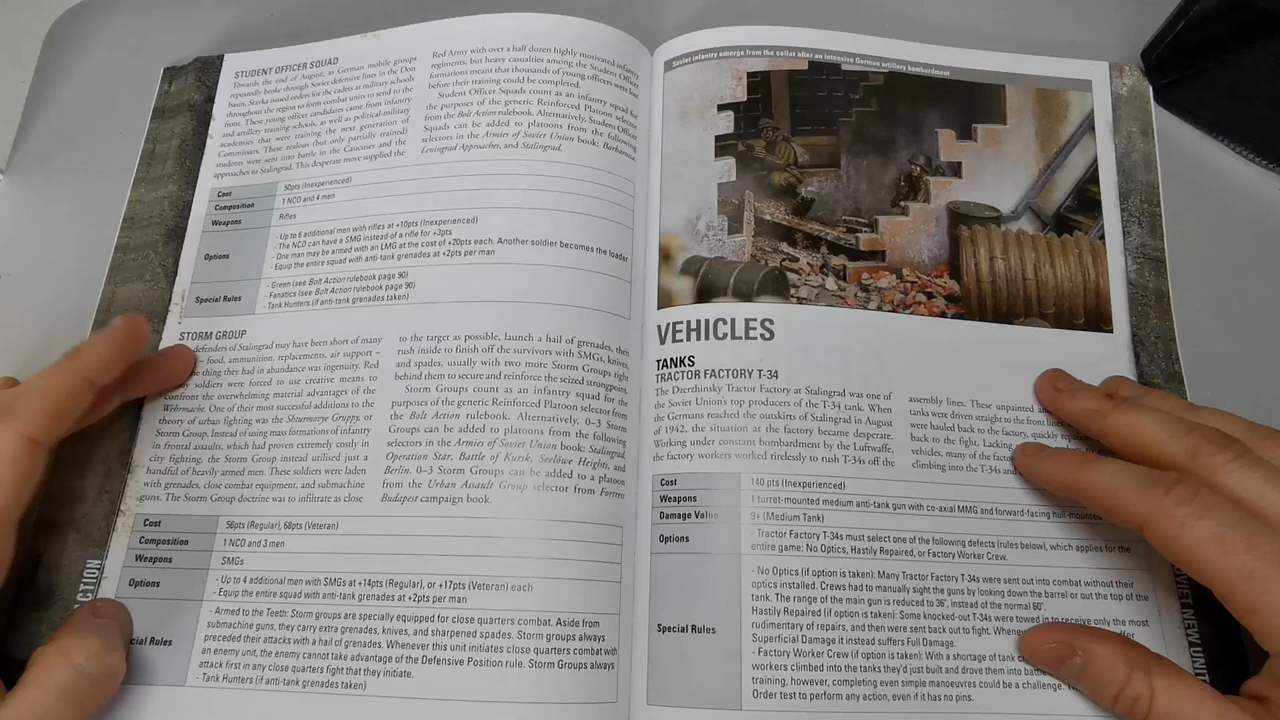 STUDENT OFFICER SQUAD
Towards the end of August, as German mobile groups
repeatedly broke through Soviet defensive lines in the Don
basin, Stavka issued orders for the cadets at military schools
throughout the region to form combat units to send to the
front. These young officer candidates came from infantry
and artillery training schools, as well as political-military
academies that were training the next generation of
Commissars. These zealous (but only partially trained)
students were sent into battle in the Caucuses and the
approaches to Stalingrad. This desperate move supplied the
Red Army with over a half dozen highly motivated infantry
regiments, but heavy casualties among the Student Officer
formations meant that thousands of young officers were lost
before their training could be completed.
Student Officer Squads count as an infantry squad for
the purposes of the generic Reinforced Platoon selector
from the Bolt Action rulebook. Alternatively, Student Officer
Squads can be added to platoons from the following
selectors in the Armies of Soviet Union book: Barbarossa,
Leningrad Approaches, and Stalingrad.
Cost 50pts (Inexperienced)
Composition 1 NCO and 4 men
Weapons Rifles
Options - Up to 6 additional men with rifles at +10pts (Inexperienced)
- The NCO can have a SMG instead of a rifle for +3pts
- One man may be armed with an LMG at the cost of +20pts each. Another soldier becomes the loader
- Equip the entire squad with anti-tank grenades at +2pts per man
Special Rules - Green (see Bolt Action rulebook page 90)
- Fanatics (see Bolt Action rulebook page 90)
- Tank Hunters (if anti-tank grenades taken)
STORM GROUP
defenders of Stalingrad may have been short of many
– food, ammunition, replacements, air support –
thing they had in abundance was ingenuity. Red
soldiers were forced to use creative means to
confront the overwhelming material advantages of the
Wehrmacht. One of their most successful additions to the
theory of urban fighting was the Shturmovye Gruppy, or
Storm Group. Instead of using mass formations of infantry
in frontal assaults, which had proven extremely costly in
city fighting, the Storm Group instead utilised just a
handful of heavily armed men. These soldiers were laden
with grenades, close combat equipment, and submachine
guns. The Storm Group doctrine was to infiltrate as close
to the target as possible, launch a hail of grenades, then
rush inside to finish off the survivors with SMGs, knives,
and spades, usually with two more Storm Groups right
behind them to secure and reinforce the seized strongpoint.
Storm Groups count as an infantry squad for the
purposes of the generic Reinforced Platoon selector from
the Bolt Action rulebook. Alternatively, 0–3 Storm
Groups can be added to platoons from the following
selectors in the Armies of Soviet Union book: Stalingrad,
Operation Star, Battle of Kursk, Seelöwe Heights, and
Berlin. 0–3 Storm Groups can be added to a platoon
from the Urban Assault Group selector from Fortress
Budapest campaign book.
Cost 56pts (Regular), 68pts (Veteran)
Composition 1 NCO and 3 men
Weapons SMGs
Options - Up to 4 additional men with SMGs at +14pts (Regular), or +17pts (Veteran) each
- Equip the entire squad with anti-tank grenades at +2pts per man
cial Rules - Armed to the Teeth: Storm groups are specially equipped for close quarters combat. Aside from
submachine guns, they carry extra grenades, knives, and sharpened spades. Storm groups always
preceded their attacks with a hail of grenades. Whenever this unit initiates close quarters combat with
an enemy unit, the enemy cannot take advantage of the Defensive Position rule. Storm Groups always
attack first in any close quarters fight that they initiate.
- Tank Hunters (if anti-tank grenades taken)
CTION
Soviet infantry emerge from the cellar after an intensive German artillery bombardment
VEHICLES
TANKS
TRACTOR FACTORY T-34
The Dzerzhinsky Tractor Factory at Stalingrad was one of
the Soviet Union's top producers of the T-34 tank. When
the Germans reached the outskirts of Stalingrad in August
of 1942, the situation at the factory became desperate.
Working under constant bombardment by the Luftwaffe,
the factory workers worked tirelessly to rush T-34s off the
assembly lines. These unpainted
tanks were driven straight to the front lines
were hauled back to the factory, quickly
back to the fight. Lacking
vehicles, many of the
climbing into the T-34s
Cost 140 pts (Inexperienced)
Weapons 1 turret-mounted medium anti-tank gun with co-axial MMG and forward-facing hull-mounted
Damage Value 9+ (Medium Tank)
Options - Tractor Factory T-34s must select one of the following defects (rules below), which applies for the
entire game: No Optics, Hastily Repaired, or Factory Worker Crew.
Special Rules - No Optics (if option is taken): Many Tractor Factory T-34s were sent out into combat without their
optics installed. Crews had to manually sight the guns by looking down the barrel or out the top of the
tank. The range of the main gun is reduced to 36", instead of the normal 60".
Hastily Repaired (if option is taken): Some knocked-out T-34s were towed in to receive only the most
rudimentary of repairs, and then were sent back out to fight.
Superficial Damage it instead suffers Full Damage.
- Factory Worker Crew (if option is taken): With a shortage of tank
workers climbed into the tanks they'd just built and drove them into
training, however, completing even simple manoeuvres could be a challenge.
Order test to perform any action, even if it has no pins.
OVIET NEW UNIT